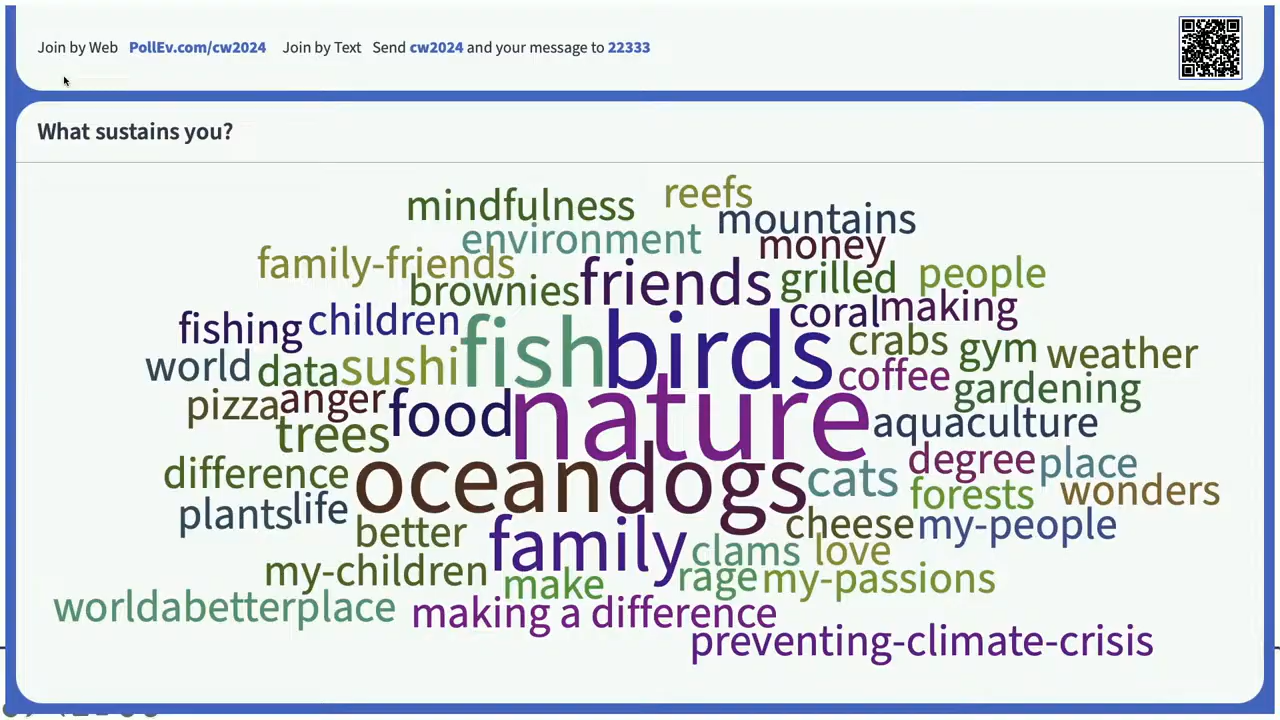 Join by Web PollEv.com/cw2024 Join by Text Send cw2024 and your message to 22333
What sustains you?
mindfulness reefs
mountains
environment money
family-friends friends grilled people
brownies
fishing children coral making
fish birds crabs gym weather
world data sushi coffee gardening
pizza anger food nature aquaculture
trees
difference ocean dogs cats degree place
forests wonders
plants life
better family cheese my-people
clams love
my-children make rage my-passions
worldabetterplace making a difference
preventing-climate-crisis